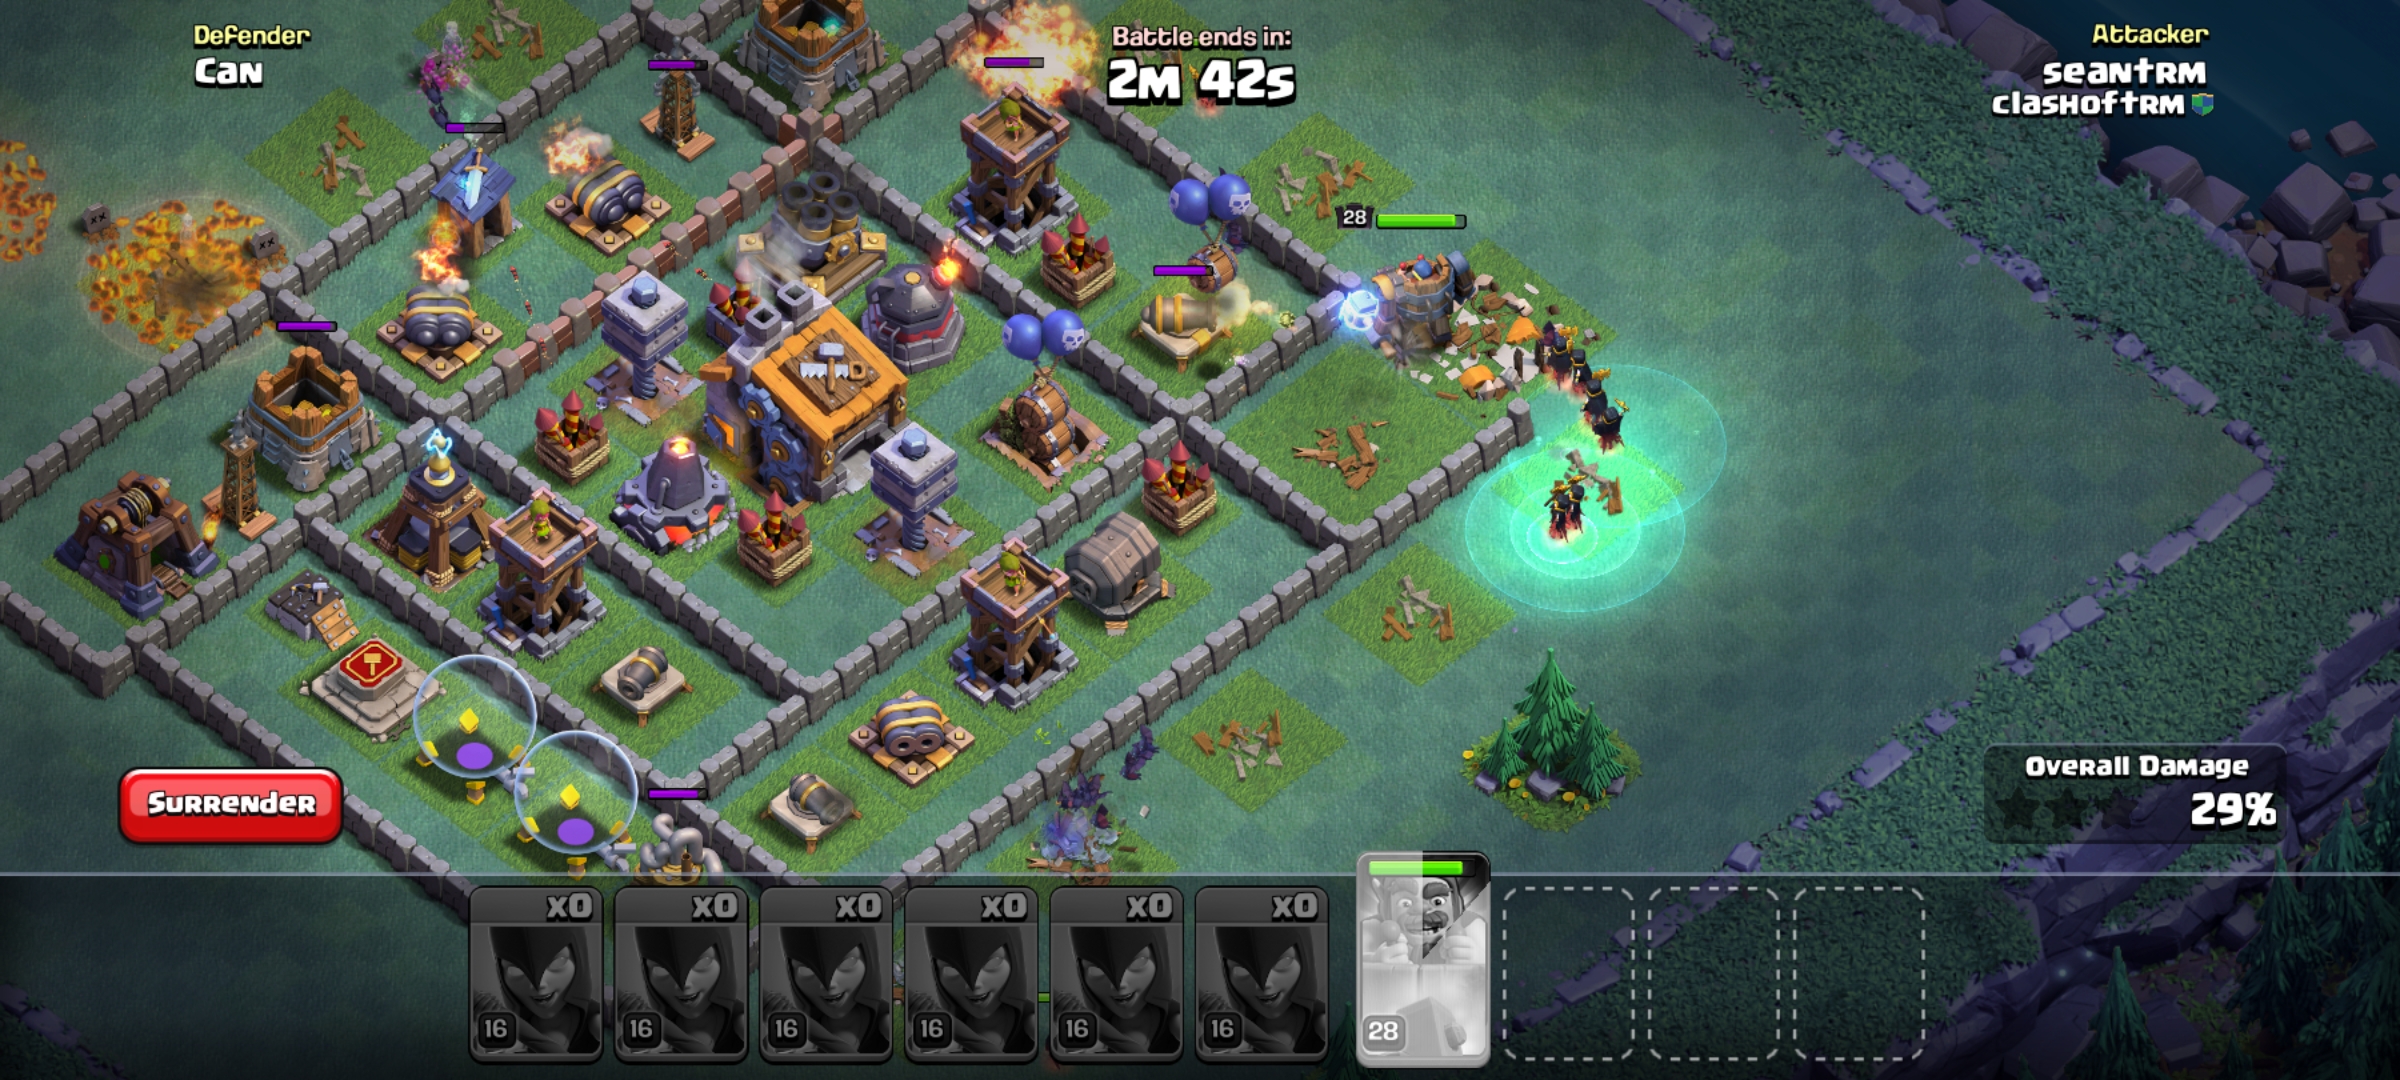 Defender
Can
Battle ends in:
2M 42s
Attacker
seantRM
clashoftRM
28
Overall Damage
29%
Surrender
x0 x0 x0 x0 x0 x0
16 16 16 16 16 16 28